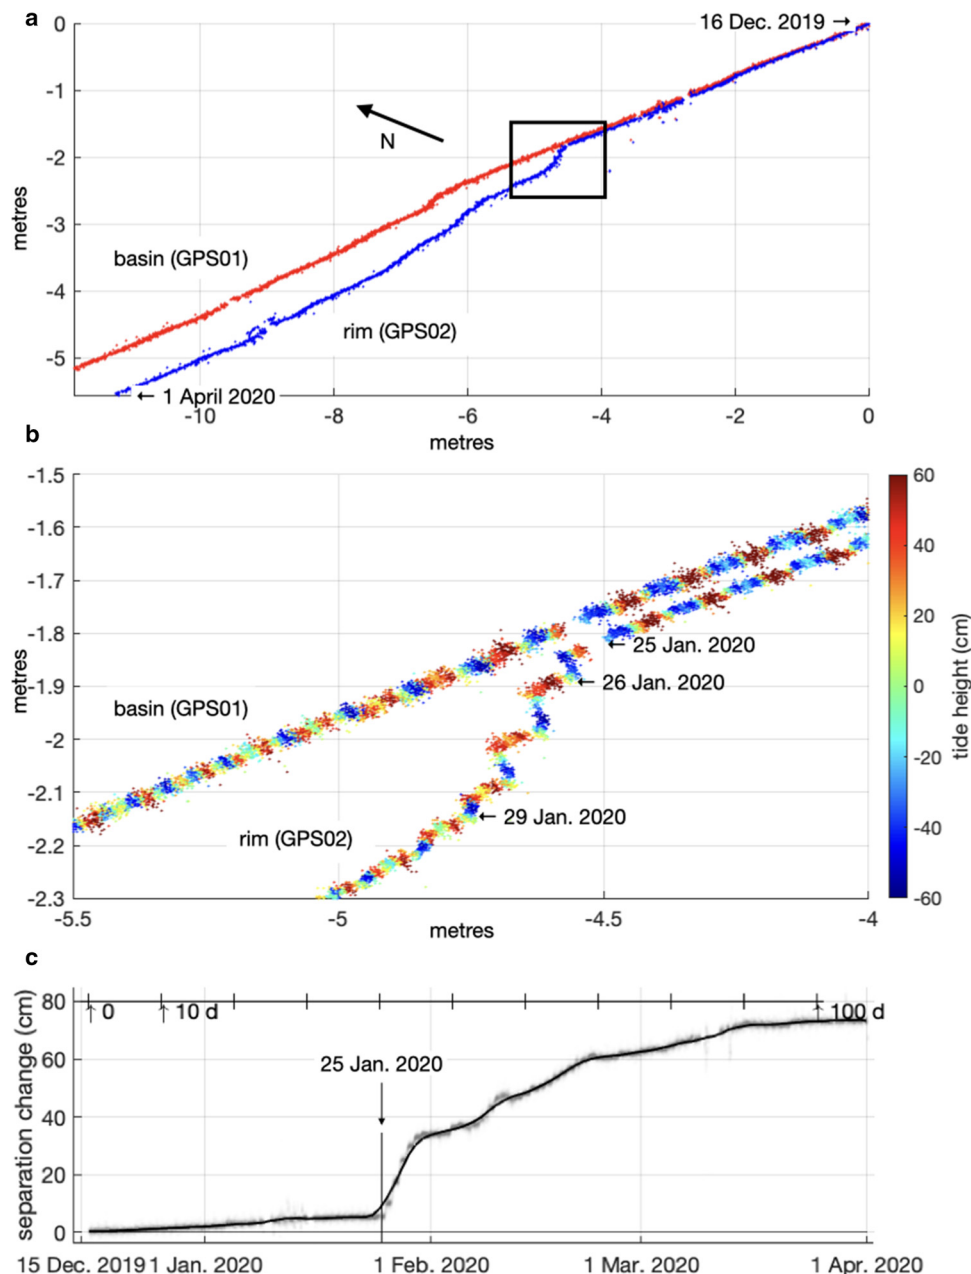 a
0
16 Dec. 2019 →
-1
N
-2
metres
-3
basin (GPS01)
-4
rim (GPS02)
-5
← 1 April 2020
-10
-8
-6
-4
-2
0
metres
b
-1.5
60
-1.6
40
-1.7
20
-1.8
← 25 Jan. 2020
metres
tide height (cm)
-1.9
← 26 Jan. 2020
0
basin (GPS01)
-2
-20
-2.1
← 29 Jan. 2020
-40
rim (GPS02)
-2.2
-2.3
-60
-5.5
-5
-4.5
-4
metres
c
80
↑0
↑10 d
↑100 d
separation change (cm)
60
25 Jan. 2020
40
20
0
15 Dec. 2019
1 Jan. 2020
1 Feb. 2020
1 Mar. 2020
1 Apr. 2020